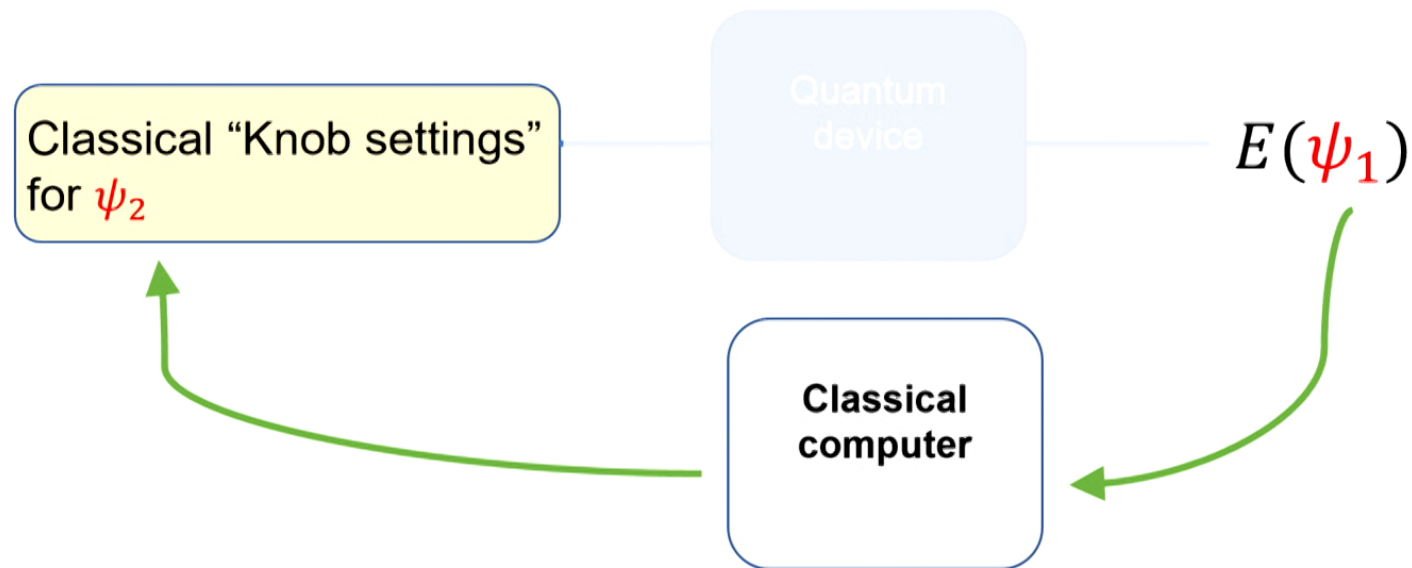 Quantum
device
Classical “Knob settings”
for ψ₂
E(ψ₁)
Classical
computer